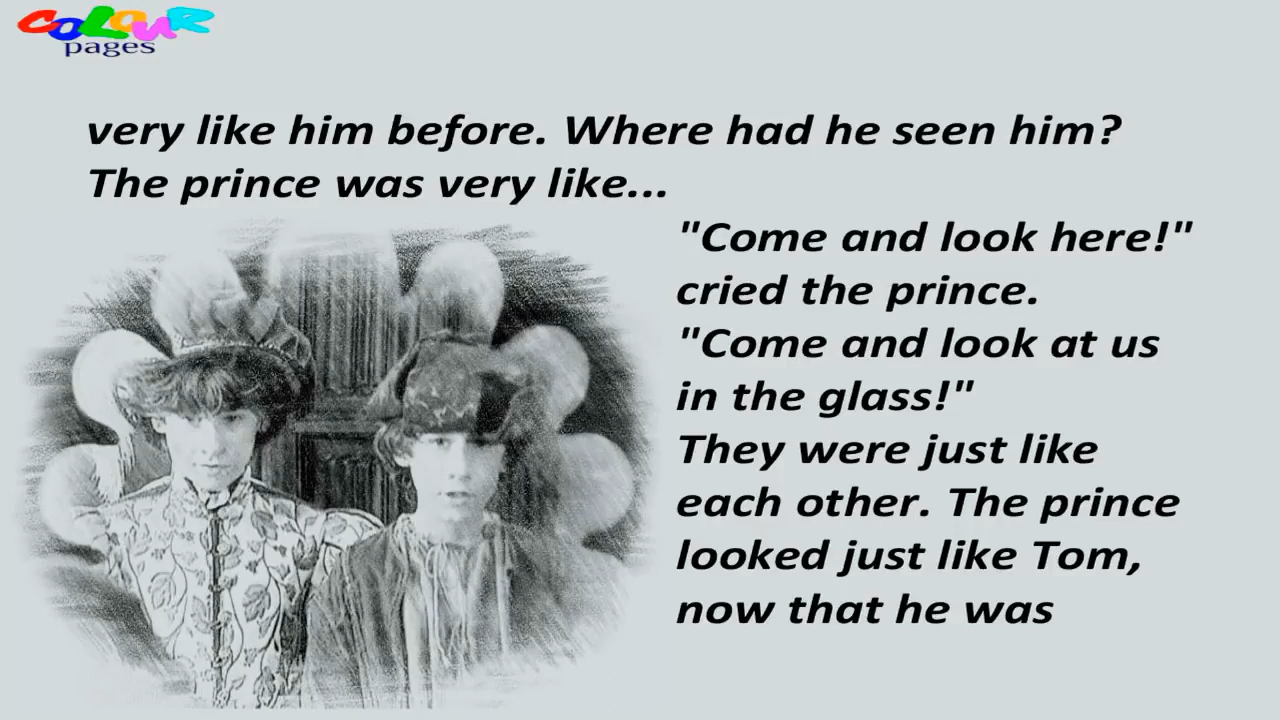 COLOUR
pages
very like him before. Where had he seen him?
The prince was very like...
"Come and look here!"
cried the prince.
"Come and look at us
in the glass!"
They were just like
each other. The prince
looked just like Tom,
now that he was